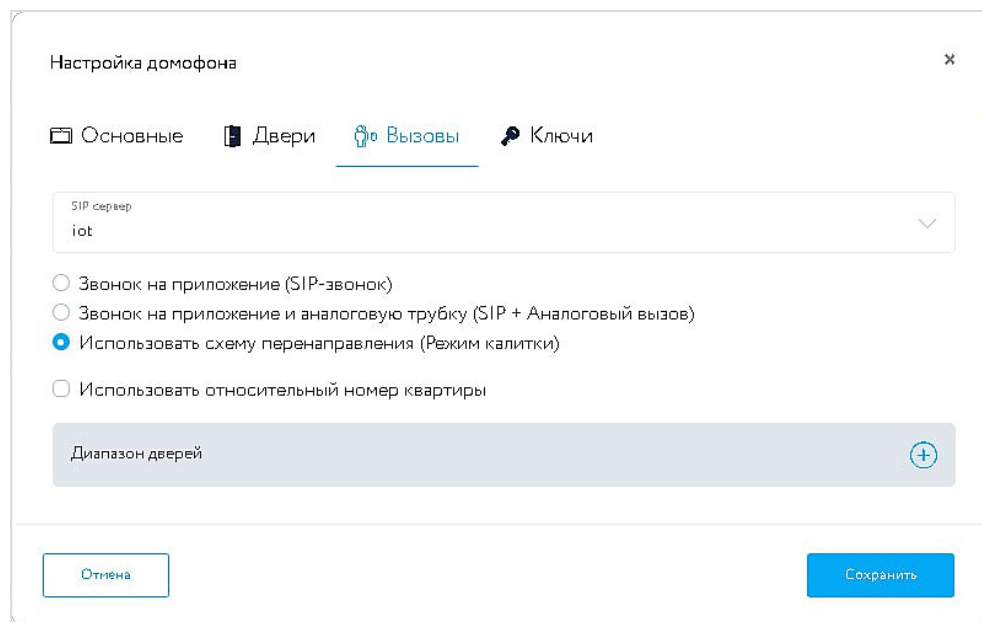 Настройка домофона
Основные Двери Вызовы Ключи
SIP сервер
iot
Звонок на приложение (SIP-звонок)
Звонок на приложение и аналоговую трубку (SIP + Аналоговый вызов)
Использовать схему перенаправления (Режим калитки)
Использовать относительный номер квартиры
Диапазон дверей
Отмена Сохранить